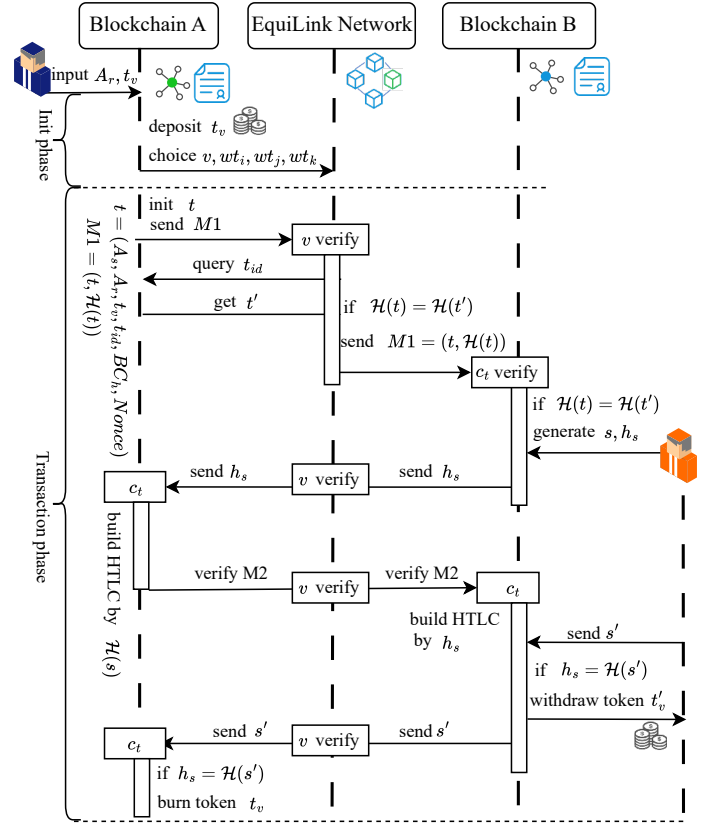 Blockchain A
EquiLink Network
Blockchain B
input $A_r, t_v$
Init phase
deposit $t_v$
choice $v, wt_i, wt_j, wt_k$
init $t$
send $M1$
$t = (A_s, A_r, t_v, t_{id}, BC_h, Nonce)$
$M1 = (t, \mathcal{H}(t))$
$v$ verify
query $t_{id}$
get $t'$
if $\mathcal{H}(t) = \mathcal{H}(t')$
send $M1 = (t, \mathcal{H}(t))$
$c_t$ verify
if $\mathcal{H}(t) = \mathcal{H}(t')$
generate $s, h_s$
Transaction phase
send $h_s$
$v$ verify
send $h_s$
$c_t$
build HTLC by $\mathcal{H}(s)$
verify M2
$v$ verify
verify M2
$c_t$
build HTLC
by $h_s$
send $s'$
if $h_s = \mathcal{H}(s')$
withdraw token $t'_v$
$c_t$
send $s'$
$v$ verify
send $s'$
if $h_s = \mathcal{H}(s')$
burn token $t_v$